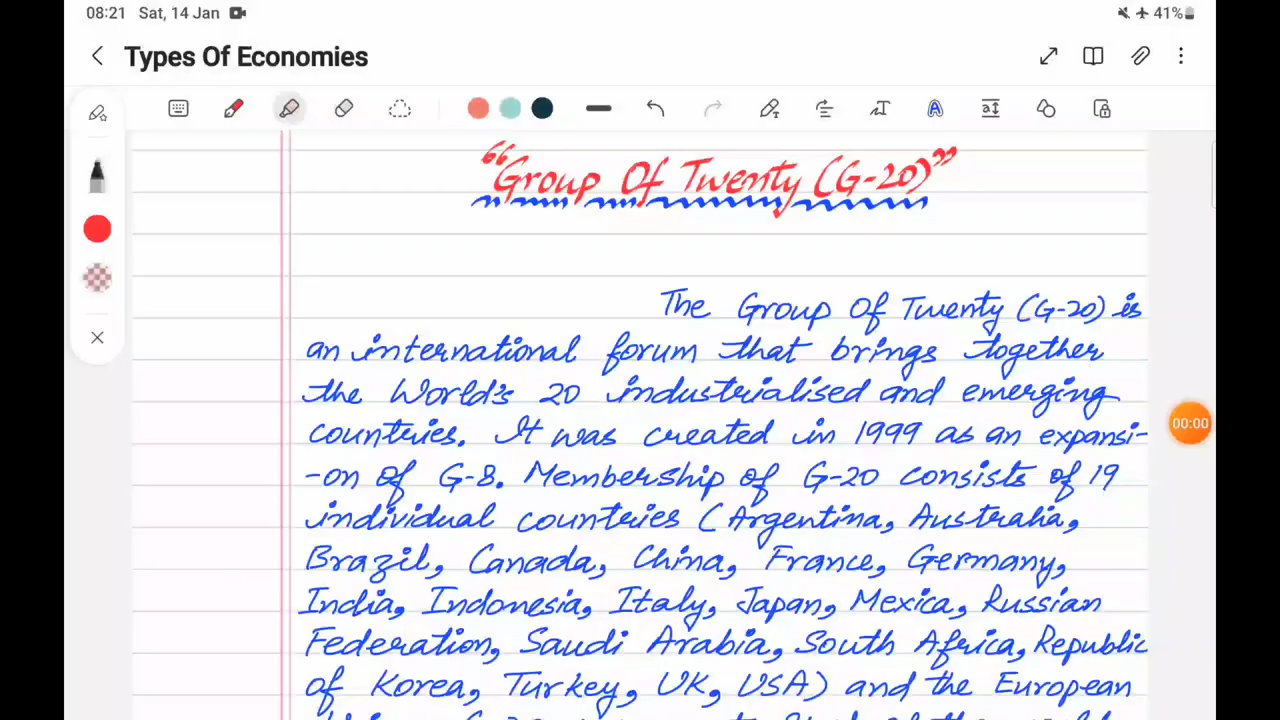 08:21 Sat, 14 Jan
41%
Types Of Economies
"Group Of Twenty (G-20)"
The Group Of Twenty (G-20) is
an international forum that brings together
the World's 20 industrialised and emerging
countries. It was created in 1999 as an expansi-
-on of G-8. Membership of G-20 consists of 19
individual countries (Argentina, Australia,
Brazil, Canada, China, France, Germany,
India, Indonesia, Italy, Japan, Mexica, Russian
Federation, Saudi Arabia, South Africa, Republic
of Korea, Turkey, UK, USA) and the European
00:00